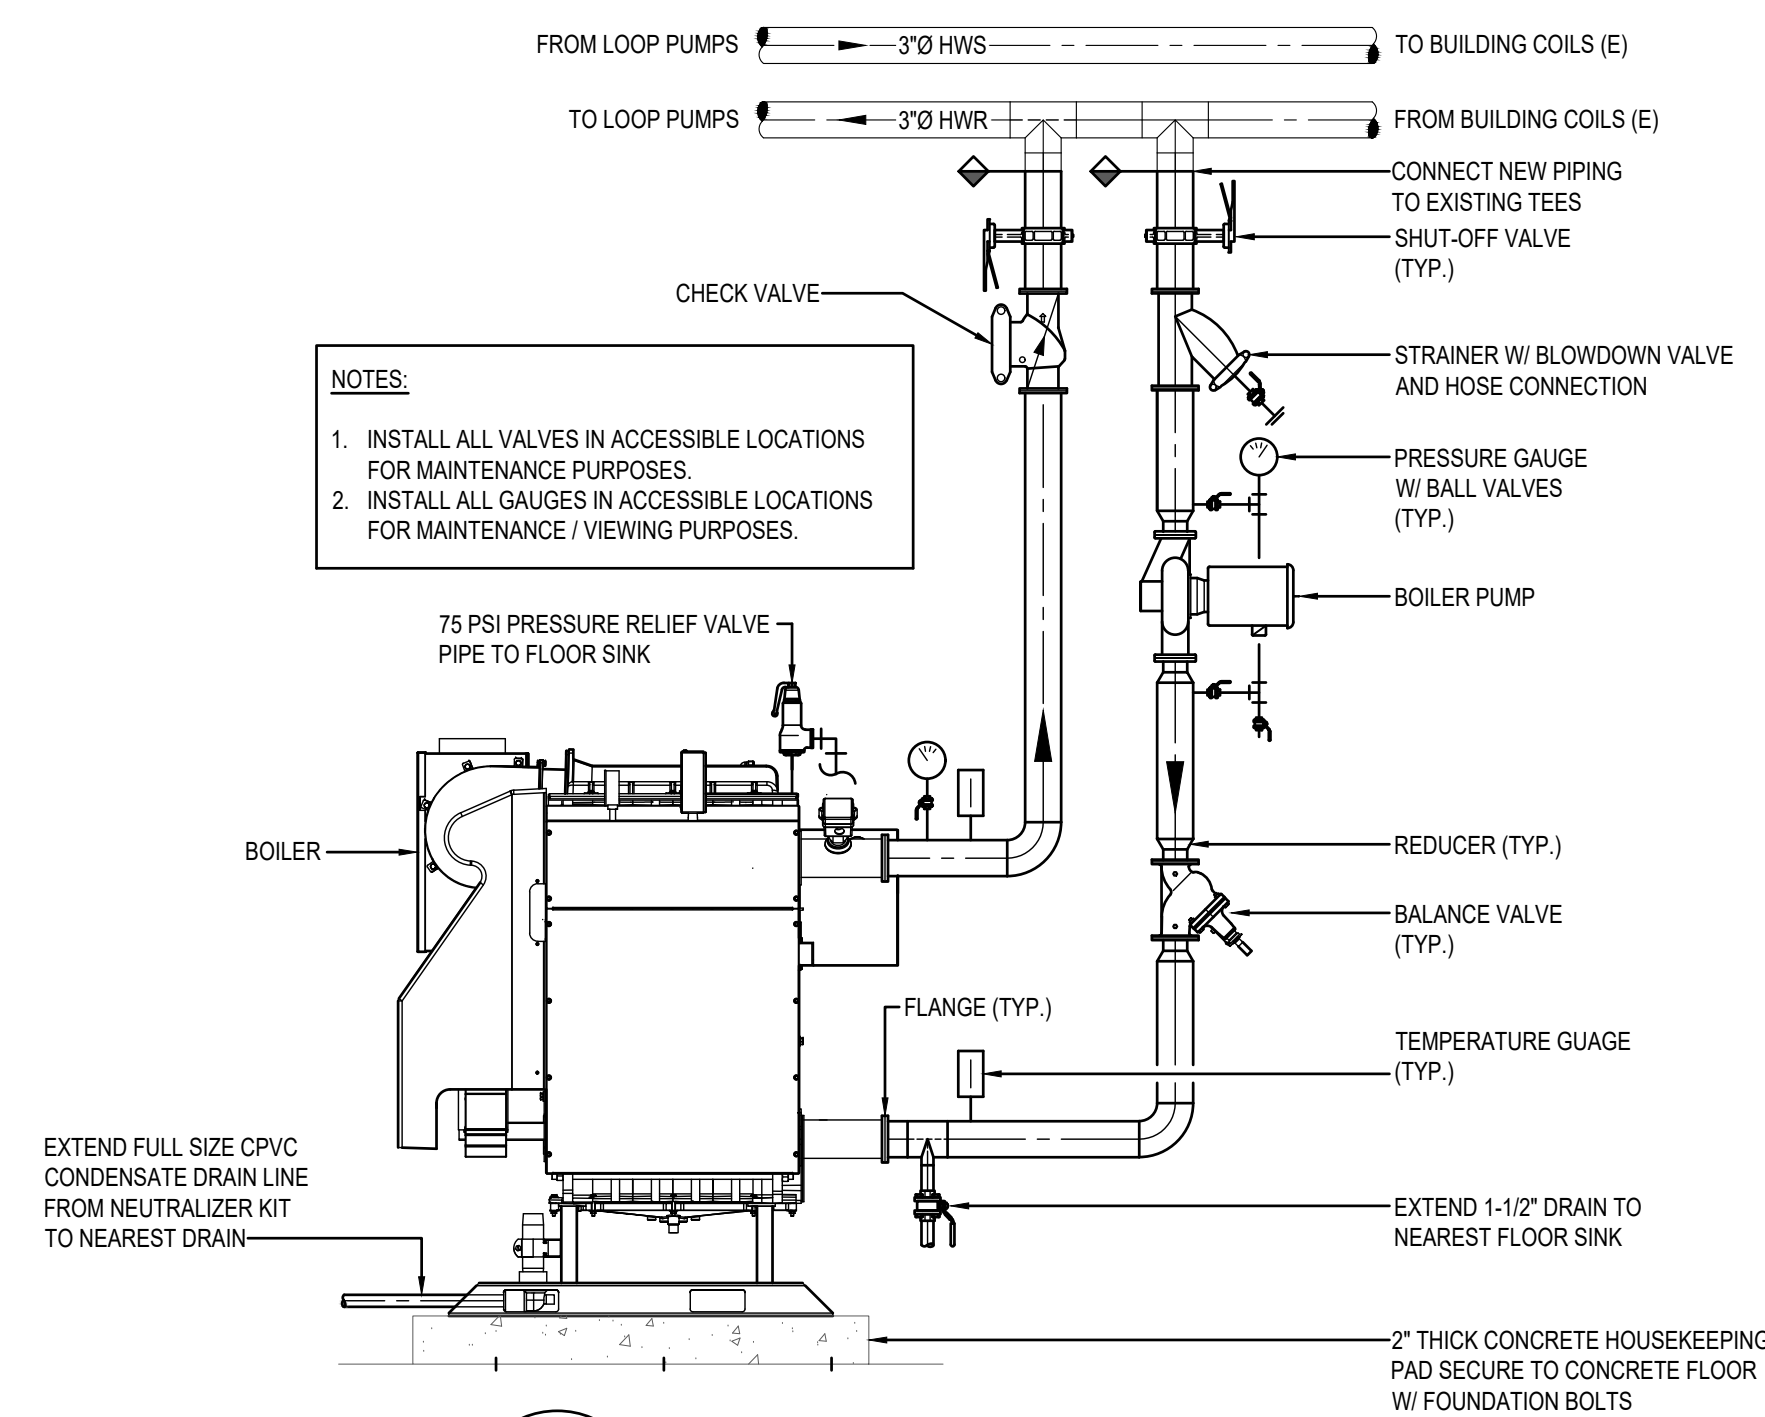 FROM LOOP PUMPS
3"Ø HWS
TO BUILDING COILS (E)
TO LOOP PUMPS
3"Ø HWR
FROM BUILDING COILS (E)
CONNECT NEW PIPING
TO EXISTING TEES
SHUT-OFF VALVE
(TYP.)
CHECK VALVE
STRAINER W/ BLOWDOWN VALVE
AND HOSE CONNECTION
NOTES:
1. INSTALL ALL VALVES IN ACCESSIBLE LOCATIONS
FOR MAINTENANCE PURPOSES.
2. INSTALL ALL GAUGES IN ACCESSIBLE LOCATIONS
FOR MAINTENANCE / VIEWING PURPOSES.
PRESSURE GAUGE
W/ BALL VALVES
(TYP.)
BOILER PUMP
75 PSI PRESSURE RELIEF VALVE
PIPE TO FLOOR SINK
BOILER
REDUCER (TYP.)
BALANCE VALVE
(TYP.)
FLANGE (TYP.)
TEMPERATURE GUAGE
(TYP.)
EXTEND FULL SIZE CPVC
CONDENSATE DRAIN LINE
FROM NEUTRALIZER KIT
TO NEAREST DRAIN
EXTEND 1-1/2" DRAIN TO
NEAREST FLOOR SINK
2" THICK CONCRETE HOUSEKEEPING
PAD SECURE TO CONCRETE FLOOR
W/ FOUNDATION BOLTS